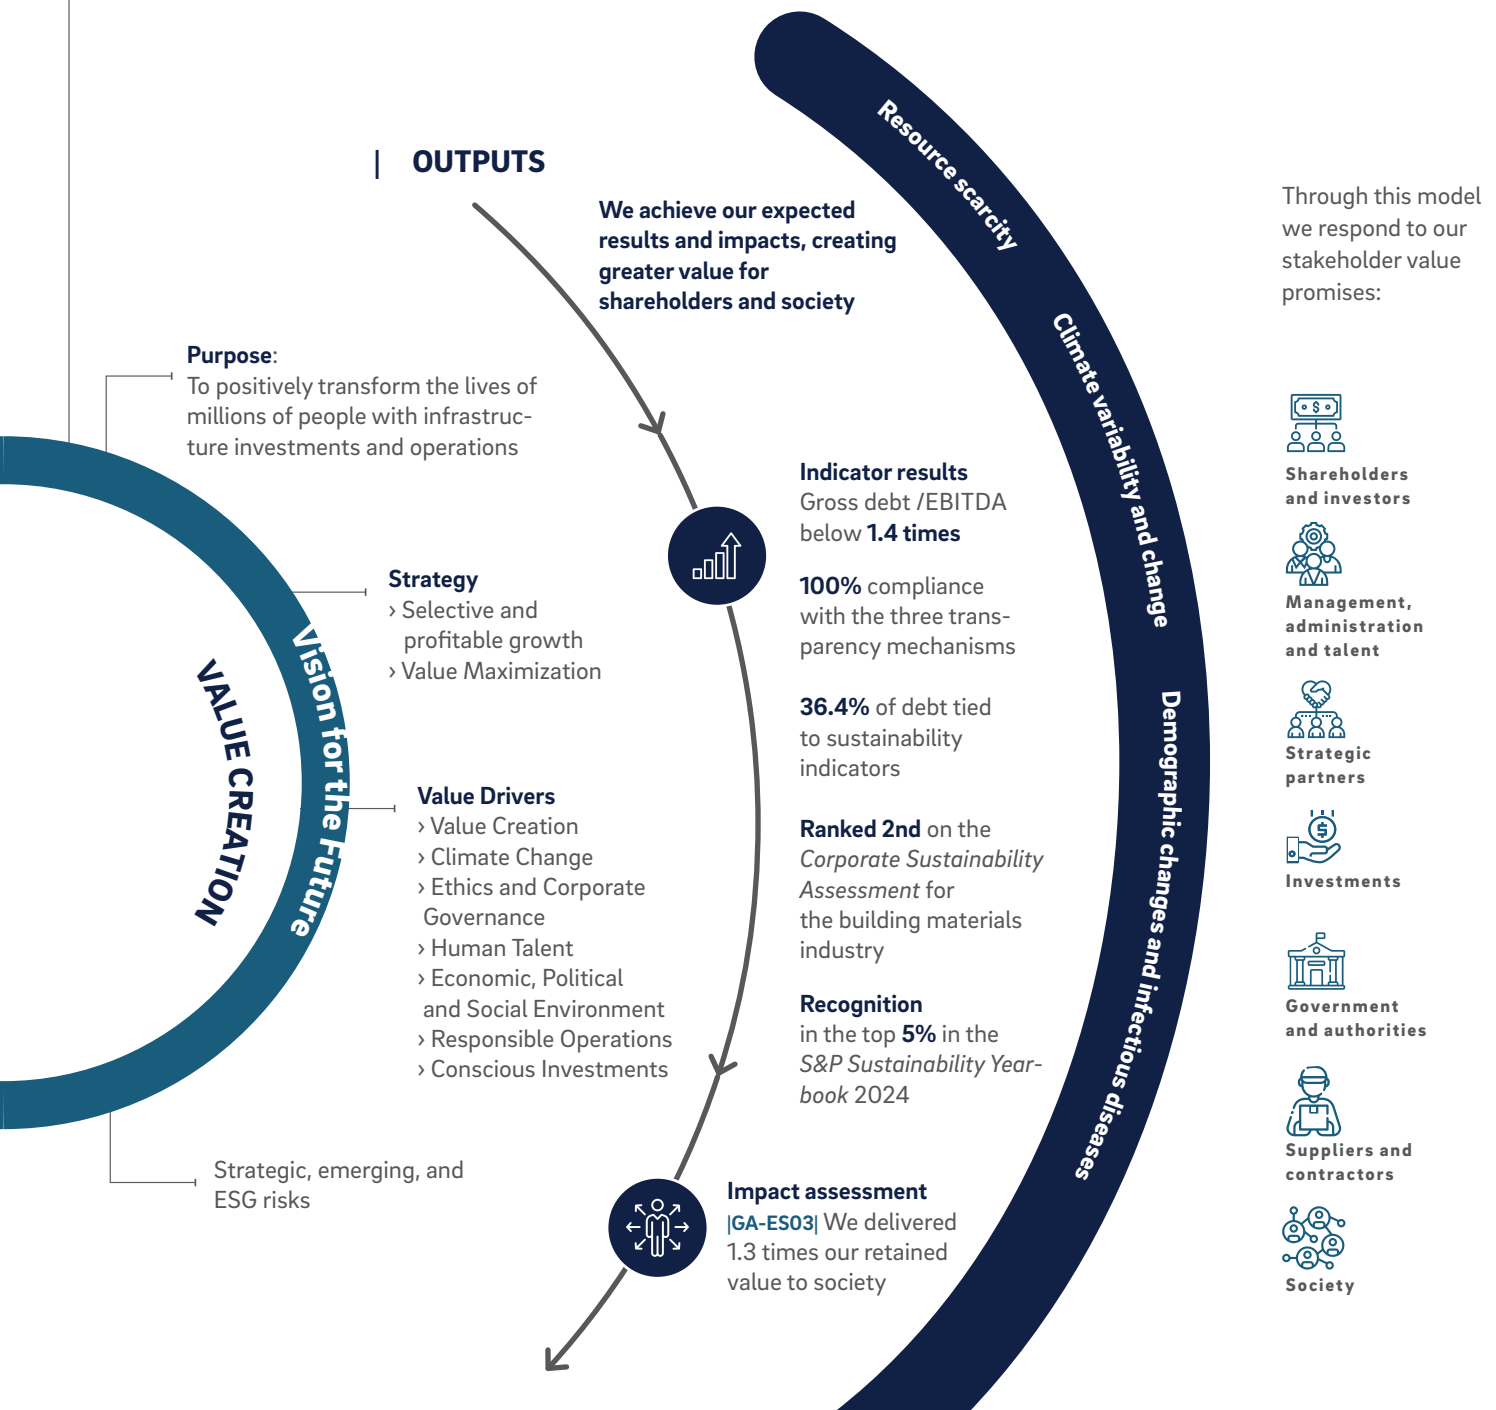 | OUTPUTS
We achieve our expected
results and impacts, creating
greater value for
shareholders and society
Purpose:
To positively transform the lives of
millions of people with infrastruc-
ture investments and operations
Strategy
› Selective and
profitable growth
› Value Maximization
Vision for the Future
VALUE CREATION
Value Drivers
› Value Creation
› Climate Change
› Ethics and Corporate
Governance
› Human Talent
› Economic, Political
and Social Environment
› Responsible Operations
› Conscious Investments
Strategic, emerging, and
ESG risks
Indicator results
Gross debt /EBITDA
below 1.4 times
100% compliance
with the three trans-
parency mechanisms
36.4% of debt tied
to sustainability
indicators
Ranked 2nd on the
Corporate Sustainability
Assessment for
the building materials
industry
Recognition
in the top 5% in the
S&P Sustainability Year-
book 2024
Impact assessment
|GA-ES03| We delivered
1.3 times our retained
value to society
Resource scarcity
Climate variability and change
Demographic changes and infectious diseases
Through this model
we respond to our
stakeholder value
promises:
$
Shareholders
and investors
Management,
administration
and talent
Strategic
partners
$
Investments
Government
and authorities
Suppliers and
contractors
Society